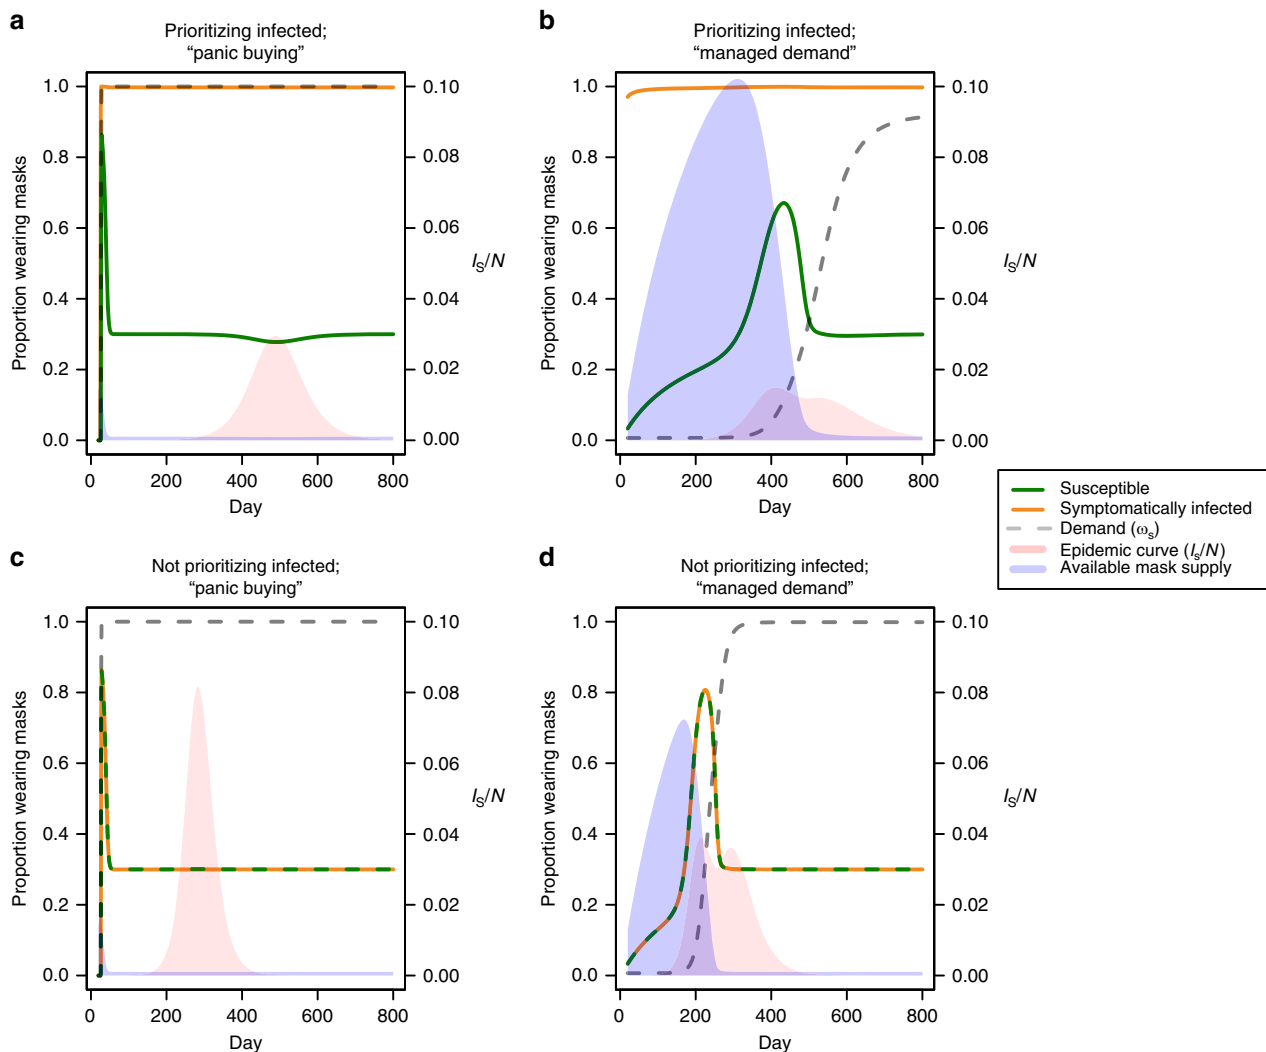 a
Prioritizing infected;
“panic buying”
1.0
0.8
0.6
0.4
0.2
0.0
Proportion wearing masks
0.10
0.08
0.06
0.04
0.02
0.00
Is/N
0
200
400
600
800
Day
b
Prioritizing infected;
“managed demand”
1.0
0.8
0.6
0.4
0.2
0.0
Proportion wearing masks
0.10
0.08
0.06
0.04
0.02
0.00
Is/N
0
200
400
600
800
Day
Susceptible
Symptomatically infected
Demand (ωs)
Epidemic curve (Is/N)
Available mask supply
c
Not prioritizing infected;
“panic buying”
1.0
0.8
0.6
0.4
0.2
0.0
Proportion wearing masks
0.10
0.08
0.06
0.04
0.02
0.00
Is/N
0
200
400
600
800
Day
d
Not prioritizing infected;
“managed demand”
1.0
0.8
0.6
0.4
0.2
0.0
Proportion wearing masks
0.10
0.08
0.06
0.04
0.02
0.00
Is/N
0
200
400
600
800
Day